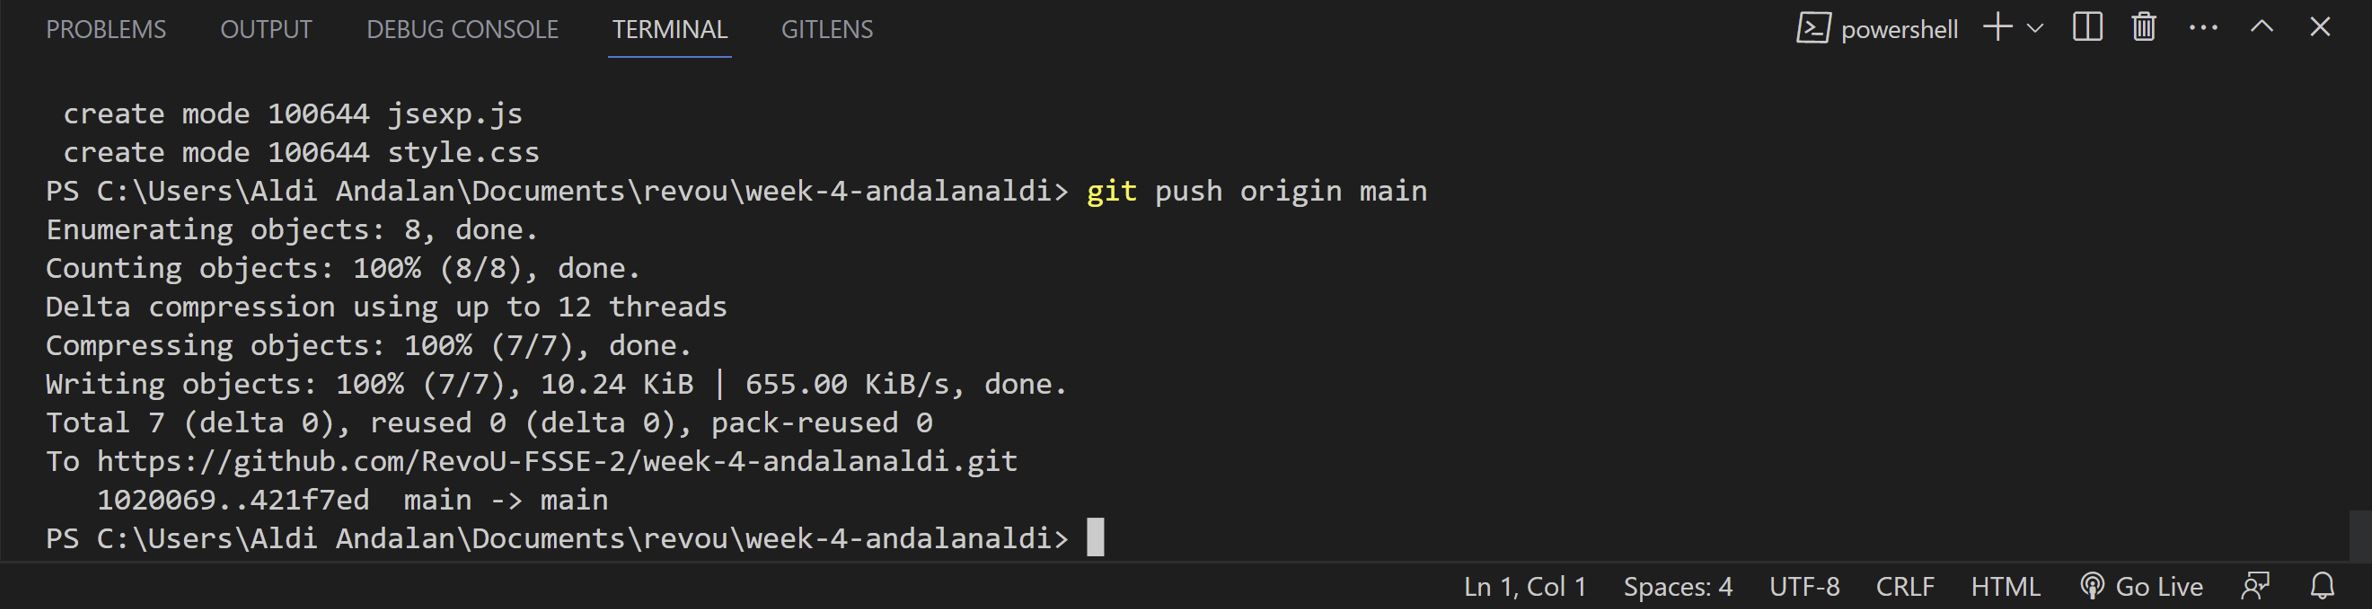 PROBLEMS OUTPUT DEBUG CONSOLE TERMINAL GITLENS powershell
create mode 100644 jsexp.js
create mode 100644 style.css
PS C:\Users\Aldi Andalan\Documents\revou\week-4-andalanaldi> git push origin main
Enumerating objects: 8, done.
Counting objects: 100% (8/8), done.
Delta compression using up to 12 threads
Compressing objects: 100% (7/7), done.
Writing objects: 100% (7/7), 10.24 KiB | 655.00 KiB/s, done.
Total 7 (delta 0), reused 0 (delta 0), pack-reused 0
To https://github.com/RevoU-FSSE-2/week-4-andalanaldi.git
   1020069..421f7ed  main -> main
PS C:\Users\Aldi Andalan\Documents\revou\week-4-andalanaldi>
Ln 1, Col 1 Spaces: 4 UTF-8 CRLF HTML Go Live